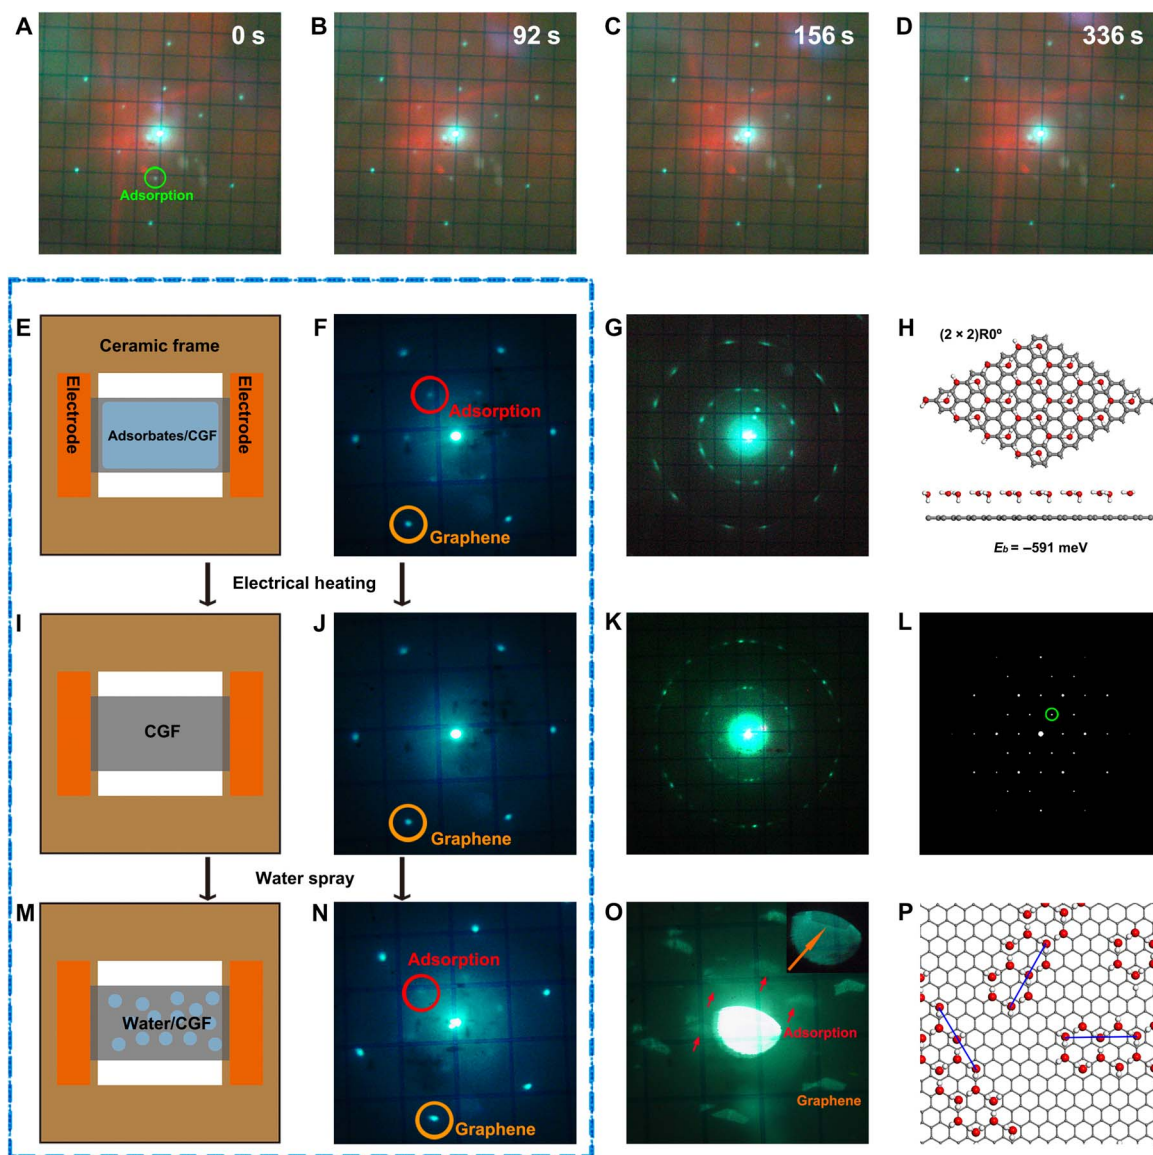 A
0 s
B
92 s
C
156 s
D
336 s
Adsorption
E
Ceramic frame
Electrode
Adsorbates/CGF
Electrode
F
Adsorption
Graphene
G
H
(2 × 2)R0º
Eb = –591 meV
Electrical heating
I
CGF
J
Graphene
K
L
Water spray
M
Water/CGF
N
Adsorption
Graphene
O
Adsorption
Graphene
P